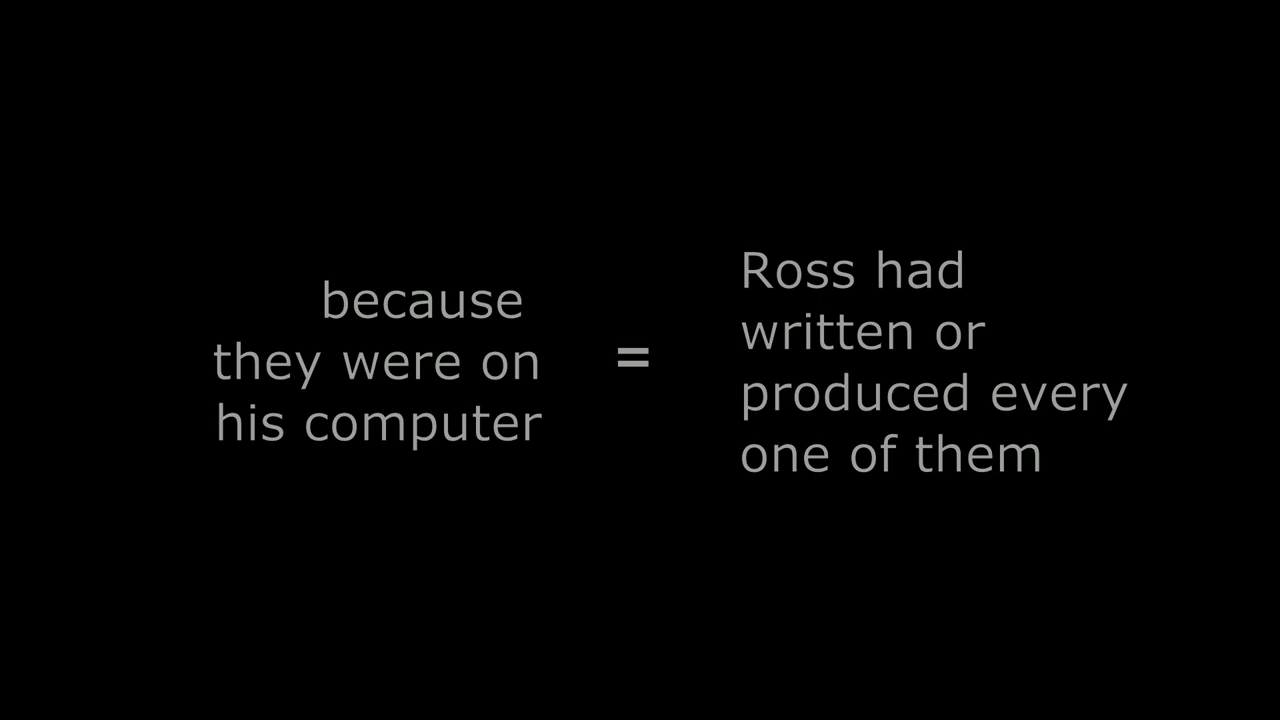 because
they were on
his computer
=
Ross had
written or
produced every
one of them